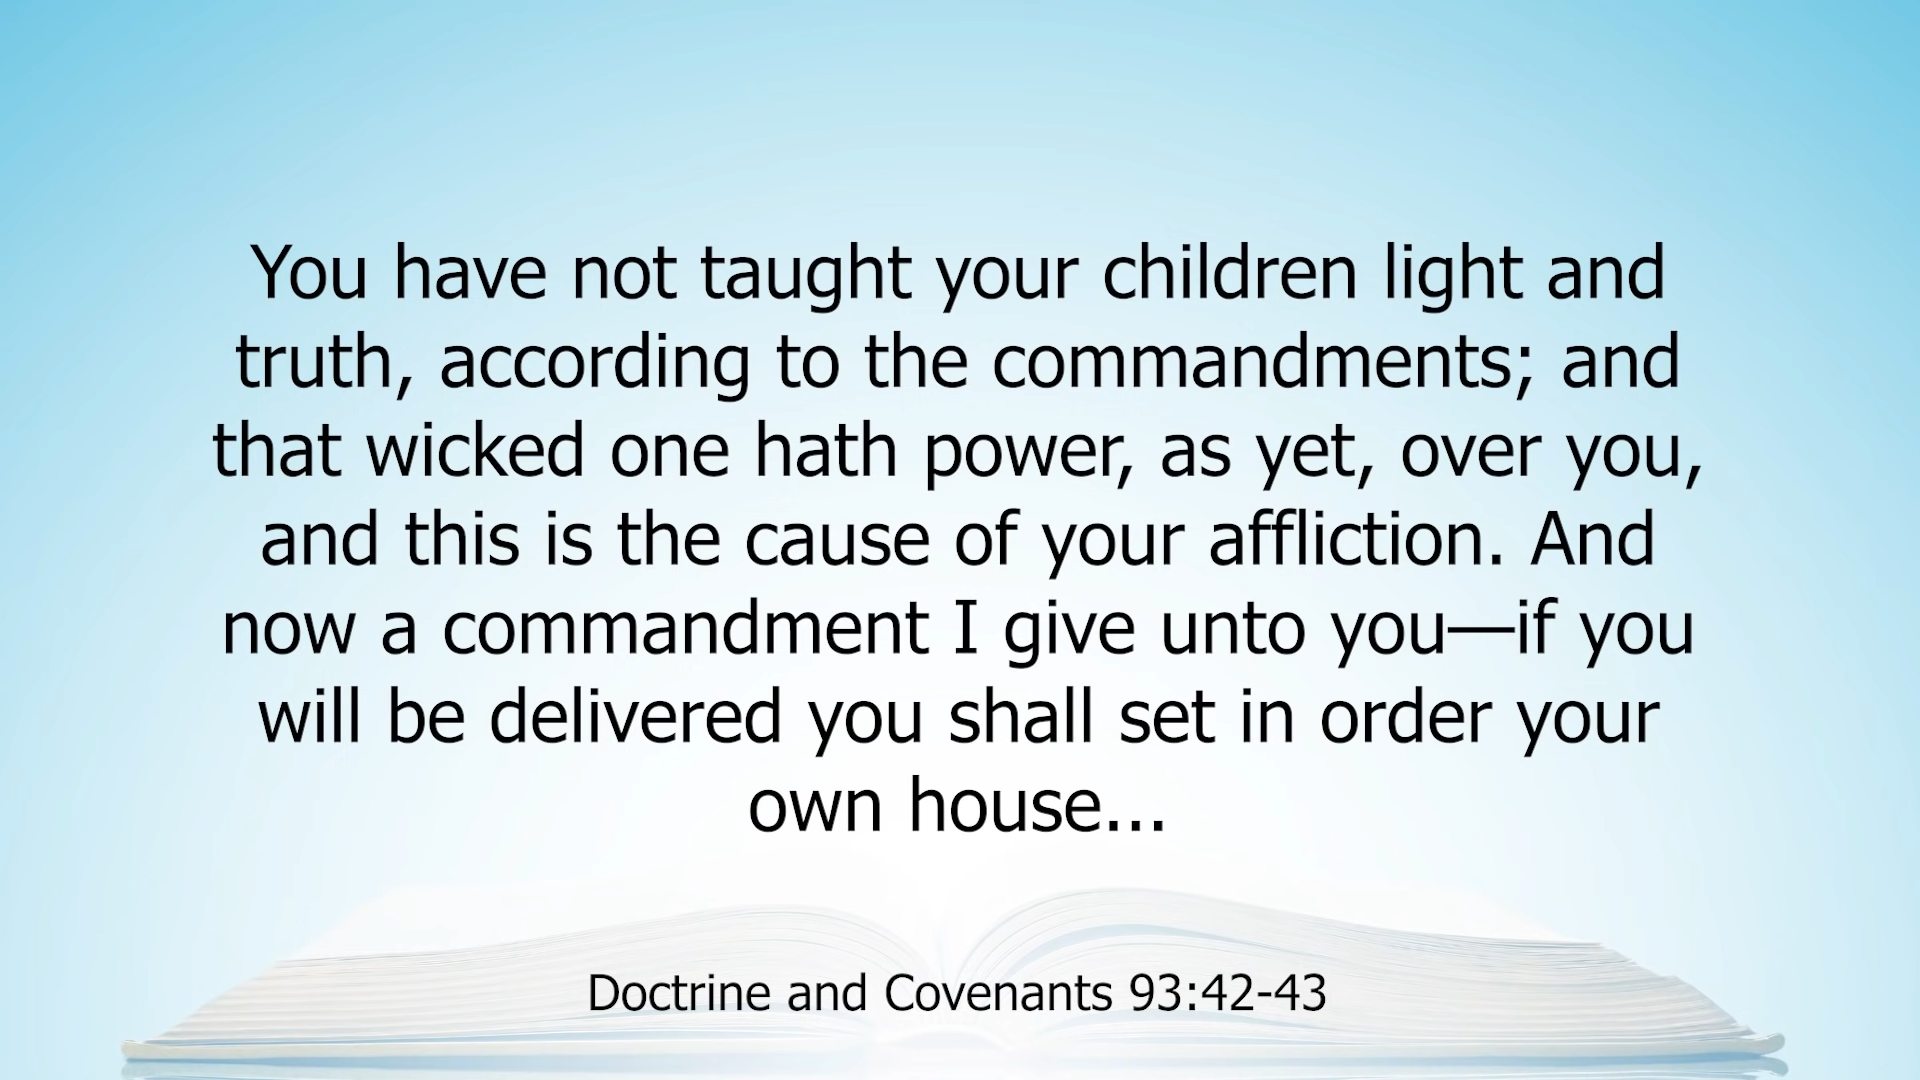 You have not taught your children light and
truth, according to the commandments; and
that wicked one hath power, as yet, over you,
and this is the cause of your affliction. And
now a commandment I give unto you—if you
will be delivered you shall set in order your
own house...
Doctrine and Covenants 93:42-43